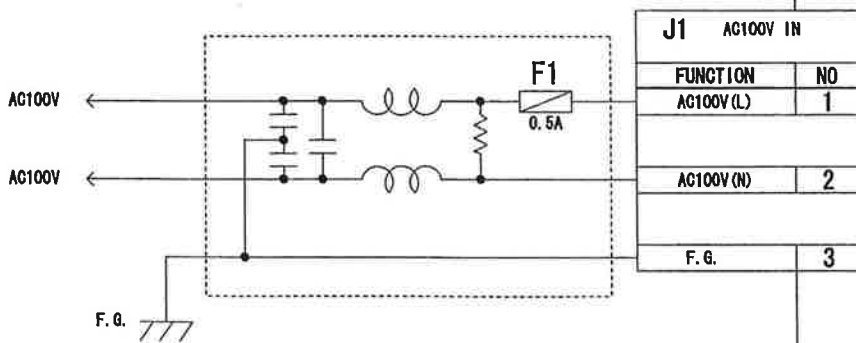 J1 AC100V IN
FUNCTION NO
AC100V(L) 1
AC100V(N) 2
F.G. 3
F1
0.5A
AC100V
AC100V
F.G.